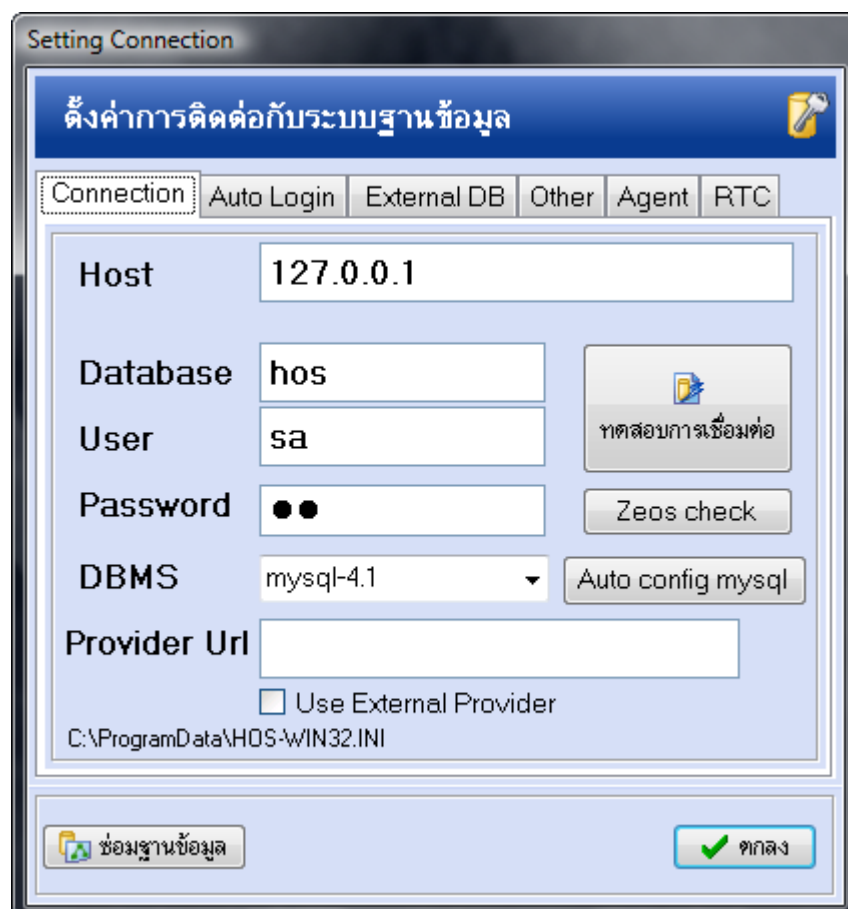 Setting Connection
ตั้งค่าการติดต่อกับระบบฐานข้อมูล
Connection Auto Login External DB Other Agent RTC
Host 127.0.0.1
Database hos
User sa
ทดสอบการเชื่อมต่อ
Password ●●
Zeos check
DBMS mysql-4.1
Auto config mysql
Provider Url
Use External Provider
C:\ProgramData\HOS-WIN32.INI
ซ่อมฐานข้อมูล ตกลง